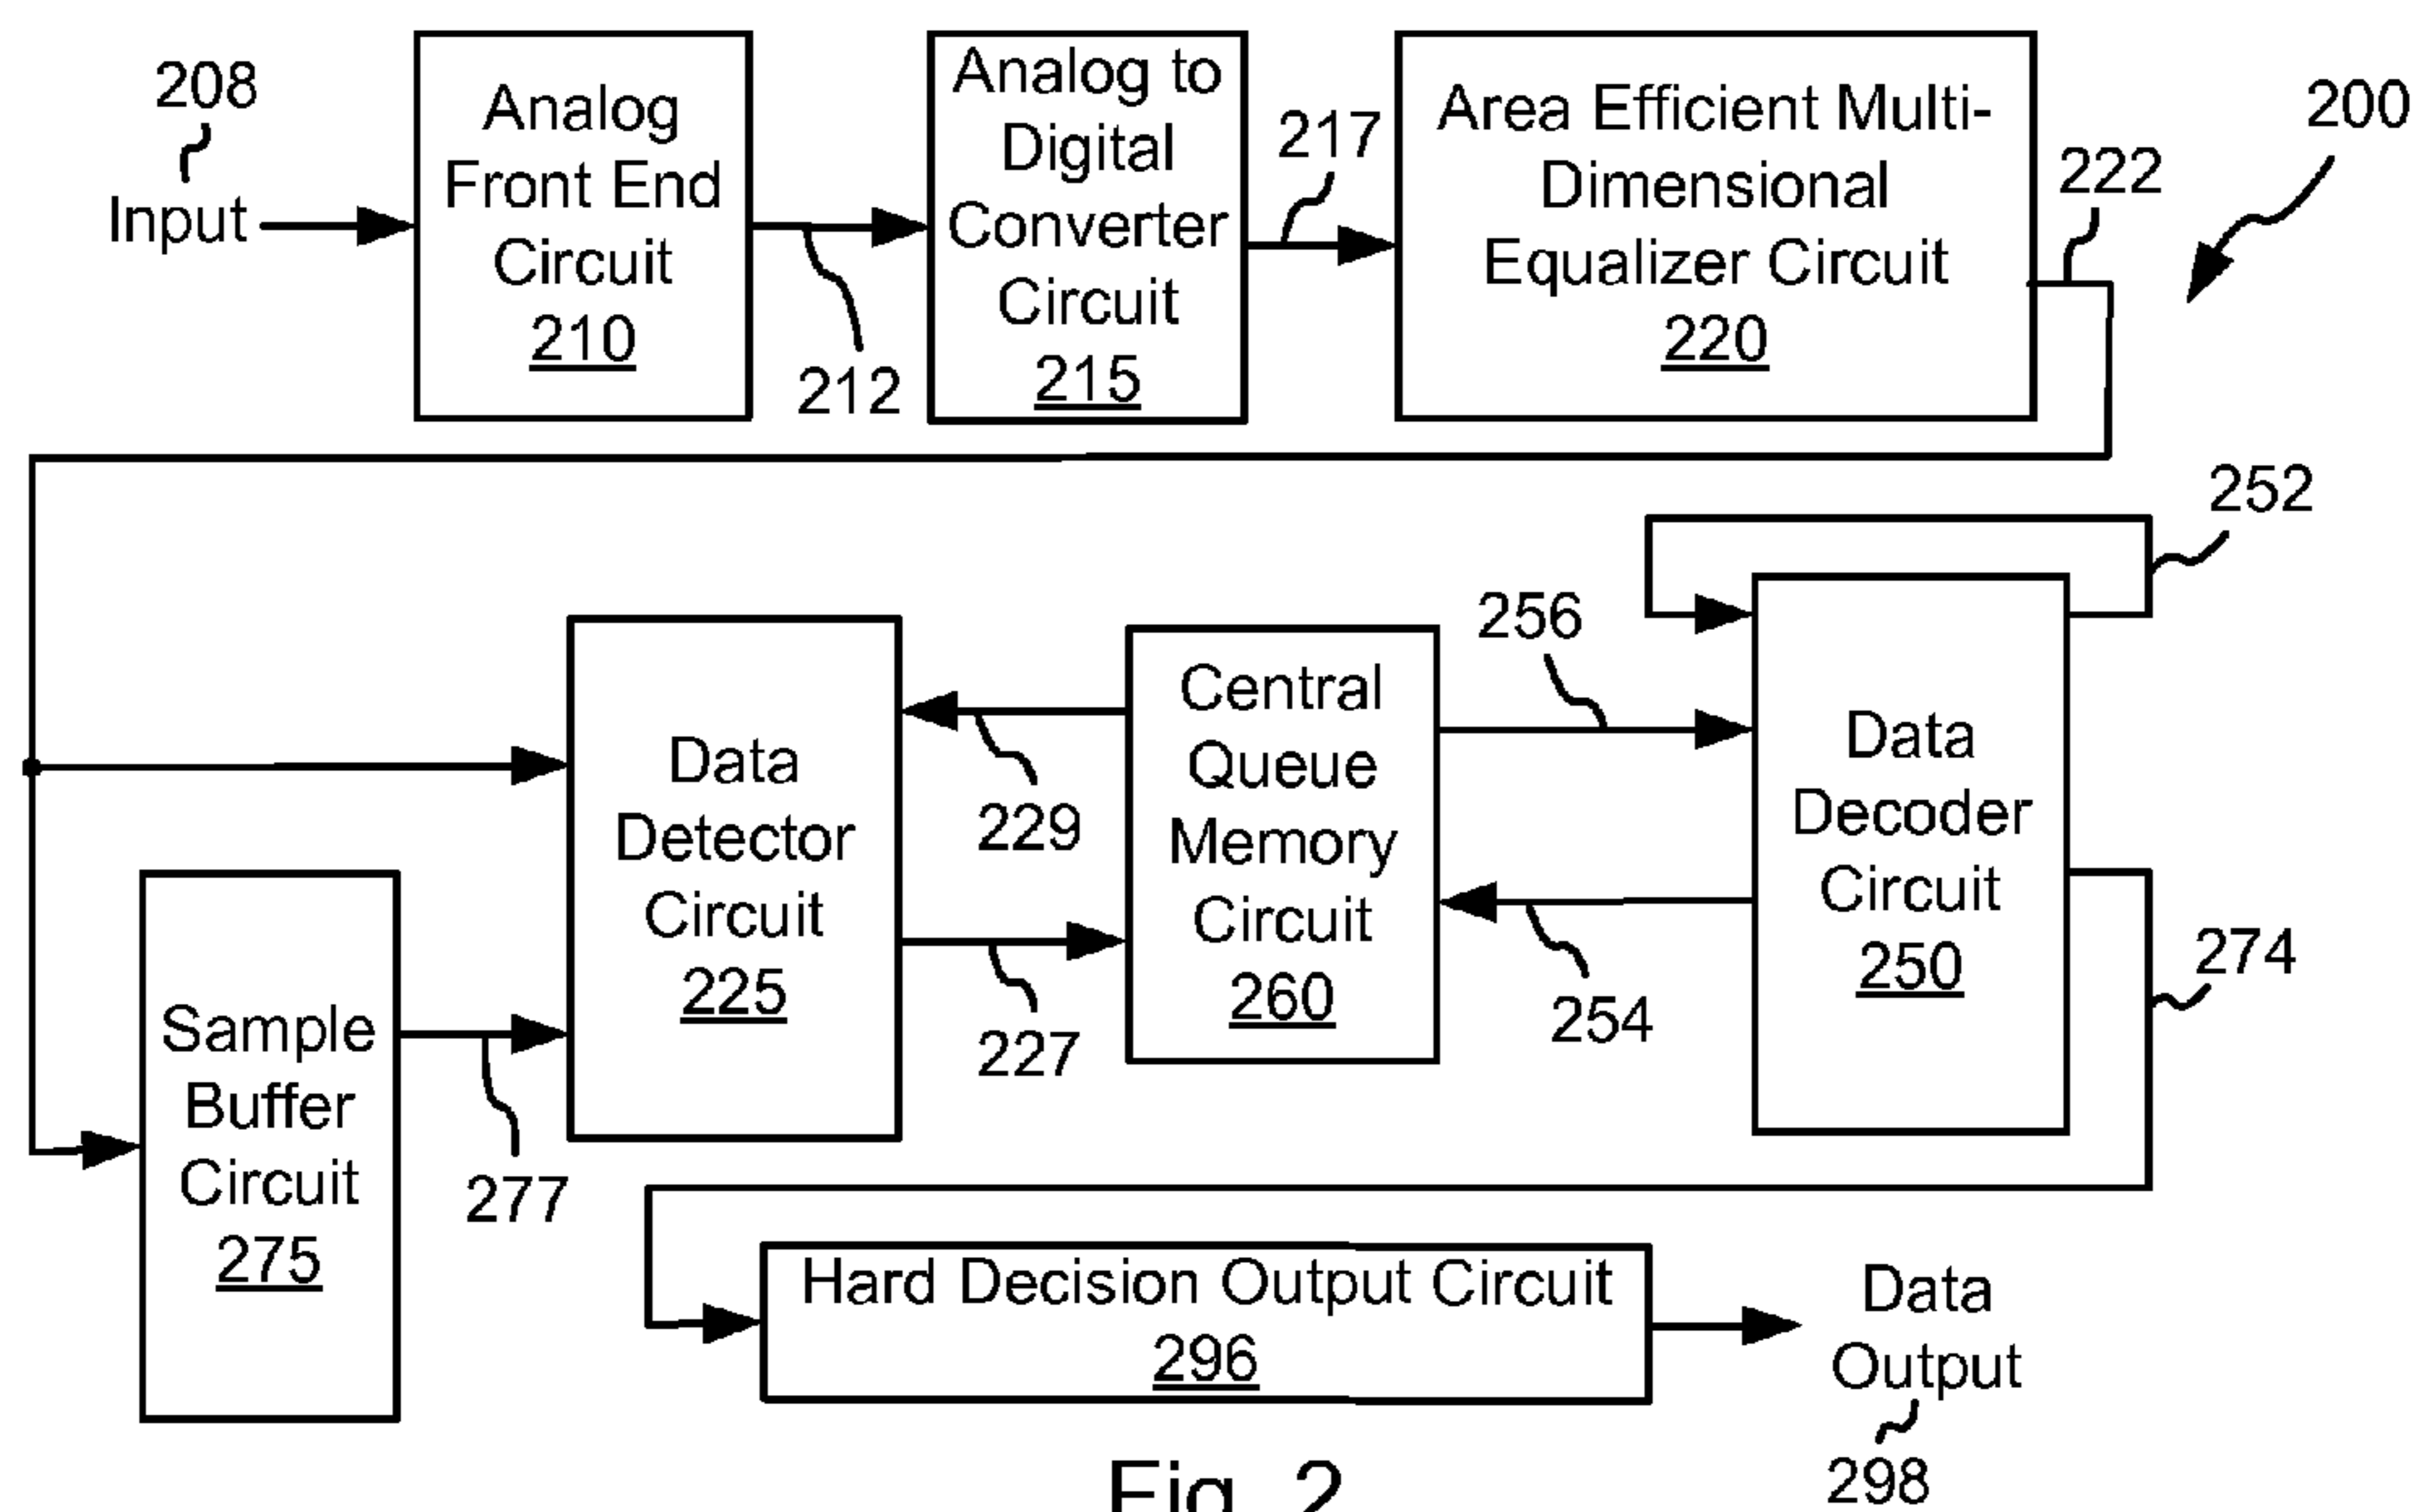 208
Input
Analog
Front End
Circuit
210
212
Analog to
Digital
Converter
Circuit
215
217
Area Efficient Multi-
Dimensional
Equalizer Circuit
220
222
200
252
256
Data
Detector
Circuit
225
229
227
Central
Queue
Memory
Circuit
260
254
Data
Decoder
Circuit
250
274
Sample
Buffer
Circuit
275
277
Hard Decision Output Circuit
296
Data
Output
298
Fig. 2